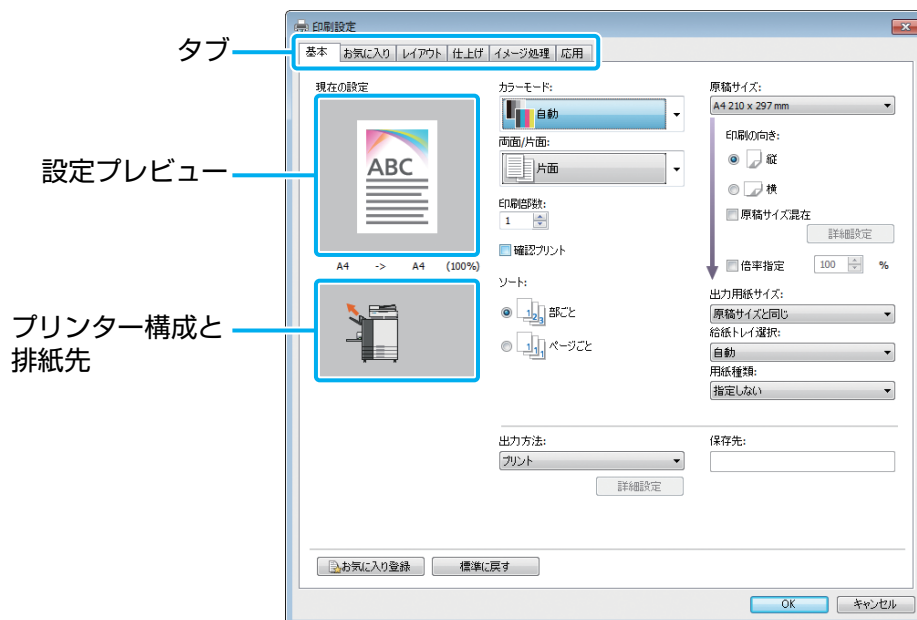 印刷設定
タブ
基本 お気に入り レイアウト 仕上げ イメージ処理 応用
現在の設定
設定プレビュー
ABC
A4 -> A4 (100%)
プリンター構成と
排紙先
カラーモード:
自動
両面/片面:
片面
印刷部数:
1
確認プリント
ソート:
1 2 3 部ごと
1 1 1 ページごと
原稿サイズ:
A4 210 x 297 mm
印刷の向き:
縦
横
原稿サイズ混在
詳細設定
倍率指定 100 %
出力用紙サイズ:
原稿サイズと同じ
給紙トレイ選択:
自動
用紙種類:
指定しない
出力方法:
プリント
詳細設定
保存先:
お気に入り登録 標準に戻す
OK キャンセル